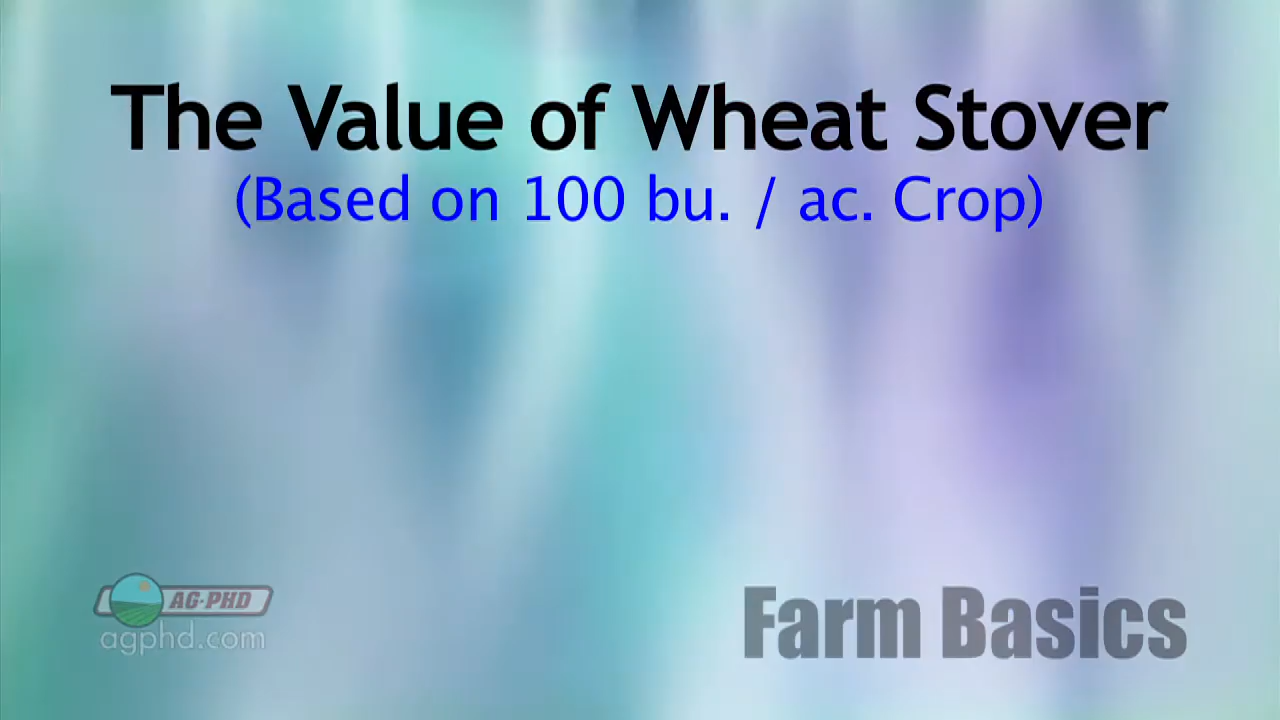 The Value of Wheat Stover
(Based on 100 bu. / ac. Crop)
AG·PHD
agphd.com
Farm Basics